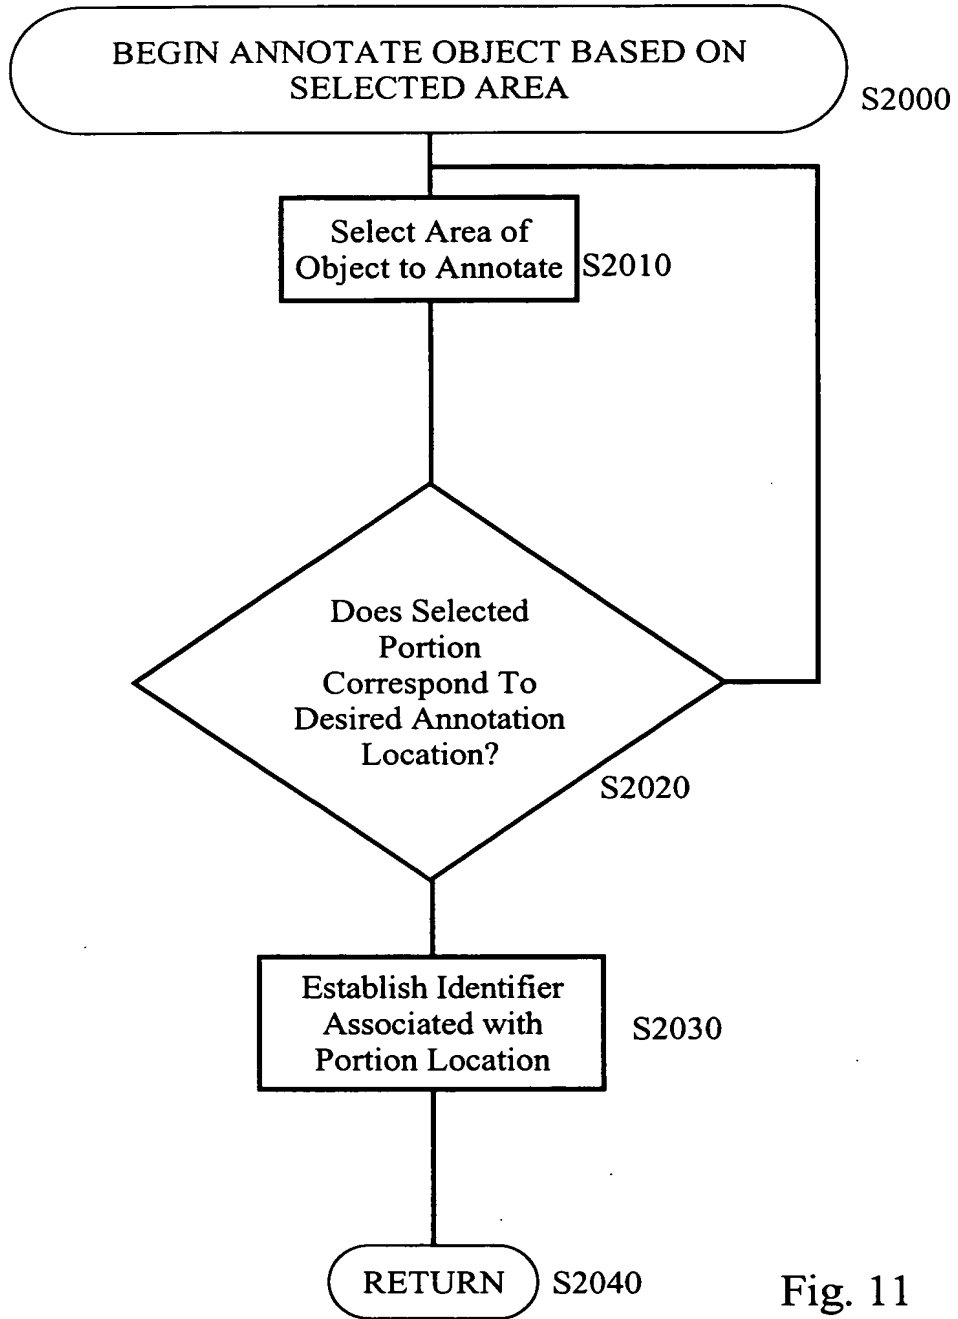 BEGIN ANNOTATE OBJECT BASED ON
SELECTED AREA
S2000
Select Area of
Object to Annotate
S2010
Does Selected
Portion
Correspond To
Desired Annotation
Location?
S2020
Establish Identifier
Associated with
Portion Location
S2030
RETURN
S2040
Fig. 11